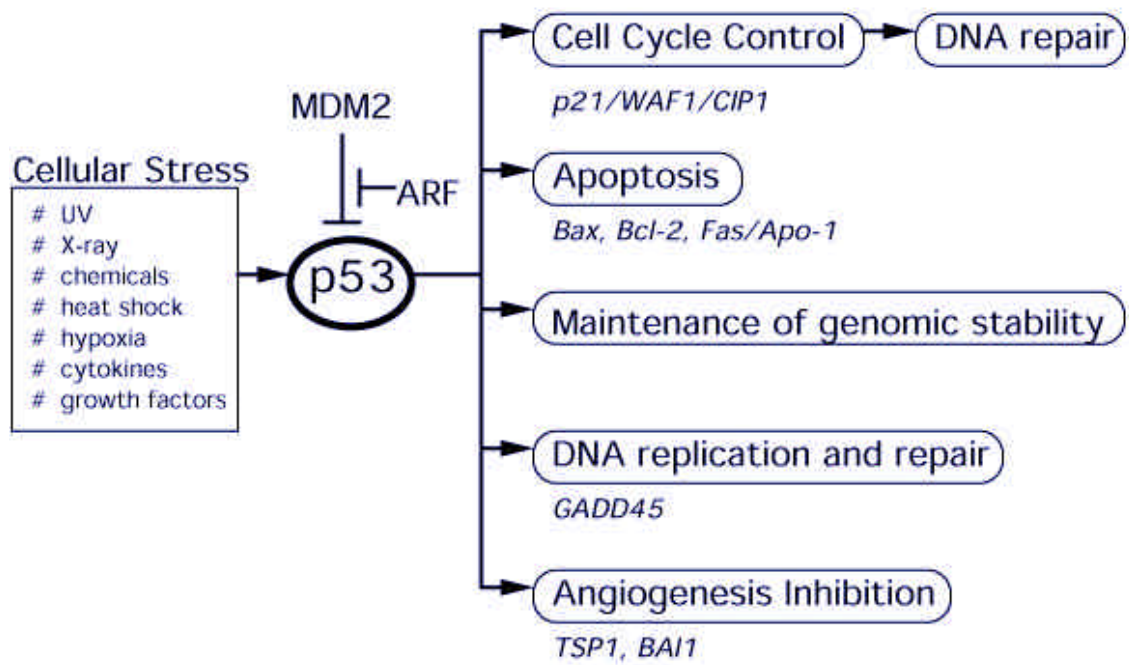 Cell Cycle Control
DNA repair
p21/WAF1/CIP1
MDM2
Cellular Stress
ARF
Apoptosis
Bax, Bcl-2, Fas/Apo-1
# UV
# X-ray
# chemicals
# heat shock
# hypoxia
# cytokines
# growth factors
p53
Maintenance of genomic stability
DNA replication and repair
GADD45
Angiogenesis Inhibition
TSP1, BAI1